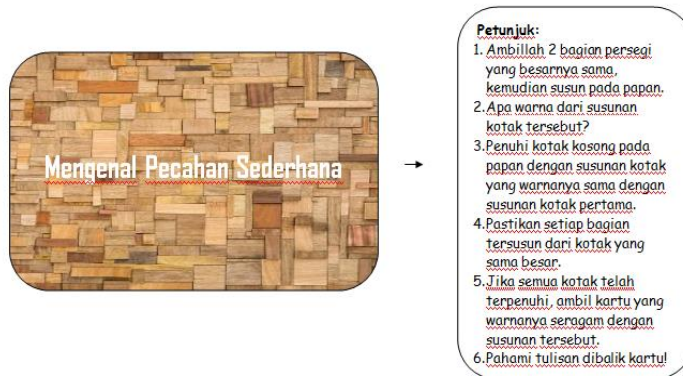 Mengenal Pecahan Sederhana
Petunjuk:
1. Ambillah 2 bagian persegi
yang besarnya sama,
kemudian susun pada papan.
2. Apa warna dari susunan
kotak tersebut?
3. Penuhi kotak kosong pada
papan dengan susunan kotak
yang warnanya sama dengan
susunan kotak pertama.
4. Pastikan setiap bagian
tersusun dari kotak yang
sama besar.
5. Jika semua kotak telah
terpenuhi, ambil kartu yang
warnanya seragam dengan
susunan tersebut.
6. Pahami tulisan dibalik kartu!